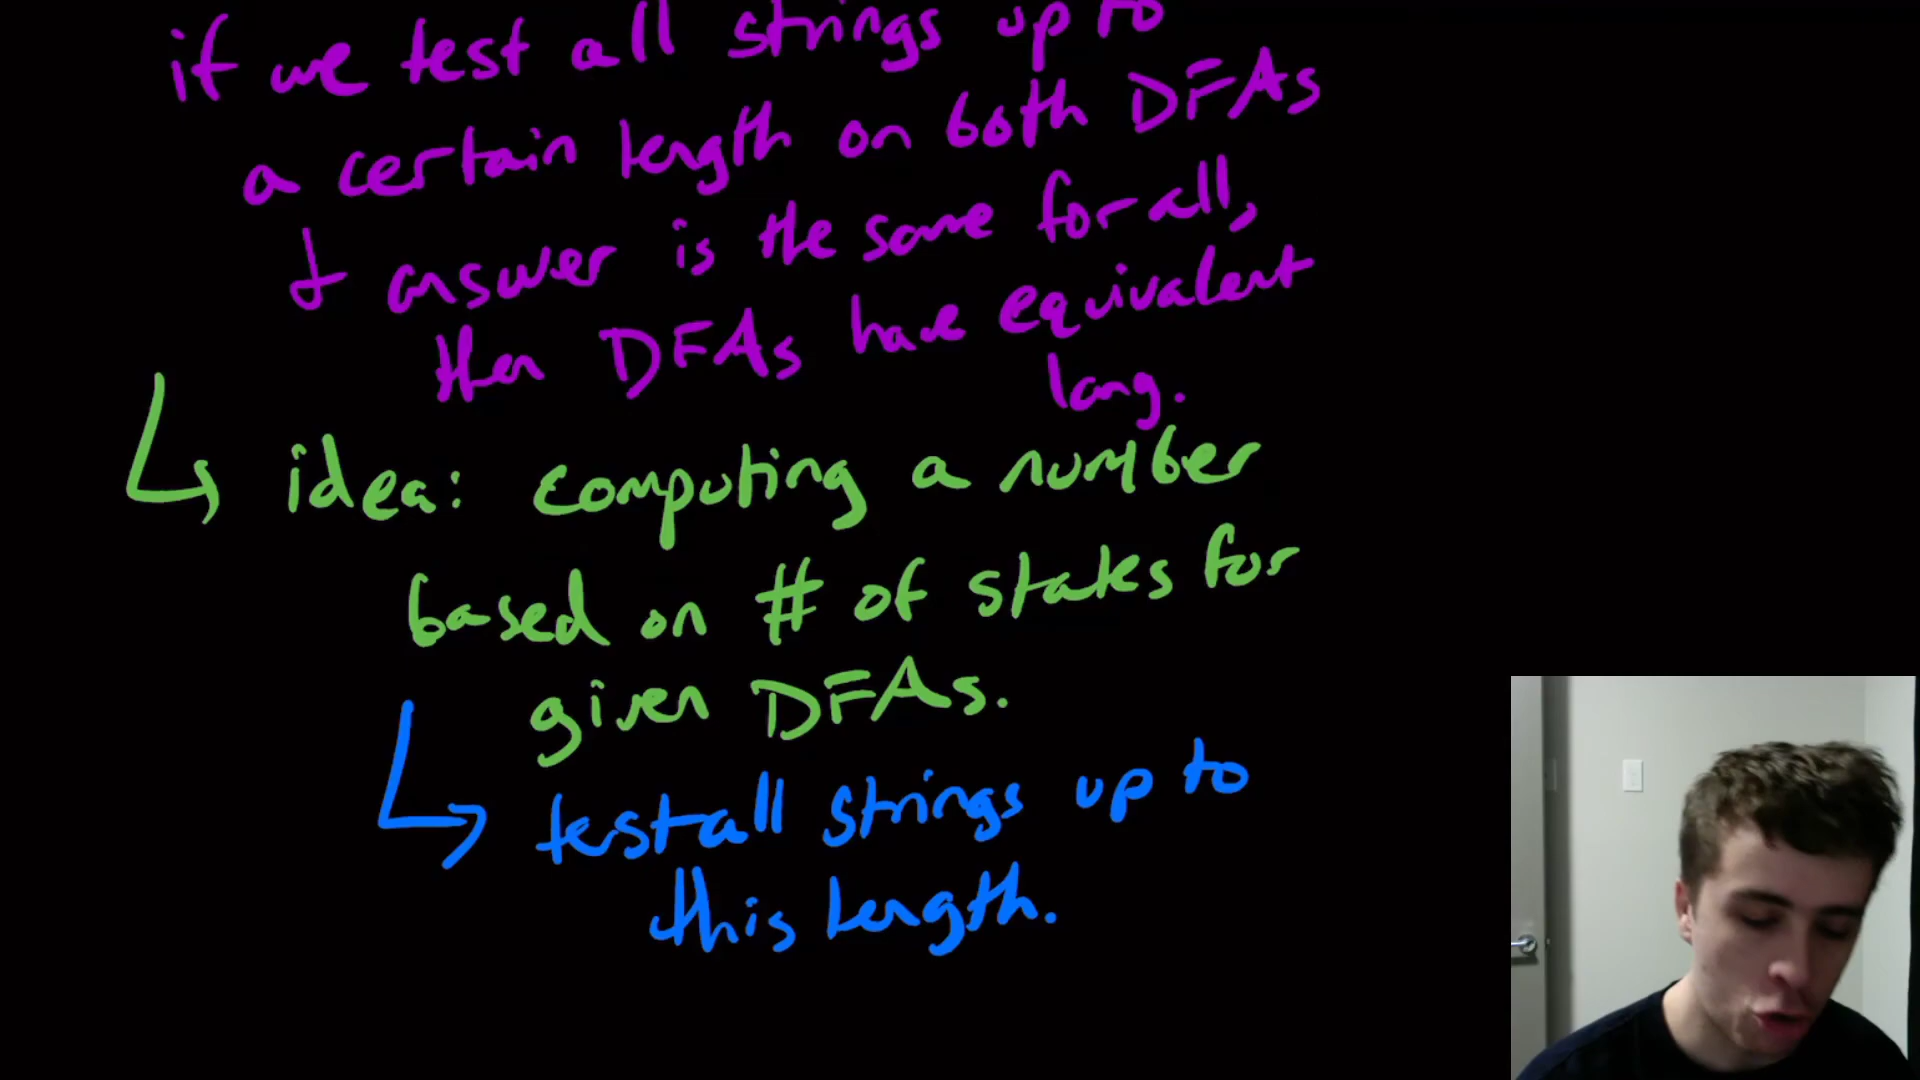 if we test all strings up to
a certain length on both DFAs
& answer is the same for all,
then DFAs have equivalent
lang.
idea: computing a number
based on # of states for
given DFAs.
test all strings up to
this length.